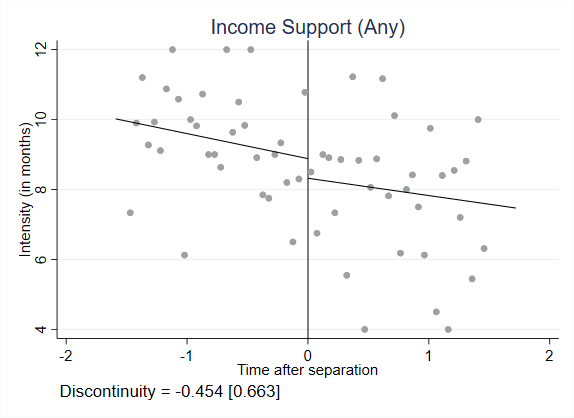 Income Support (Any)
Intensity (in months)
12
10
8
6
4
-2 -1 0 1 2
Time after separation
Discontinuity = -0.454 [0.663]